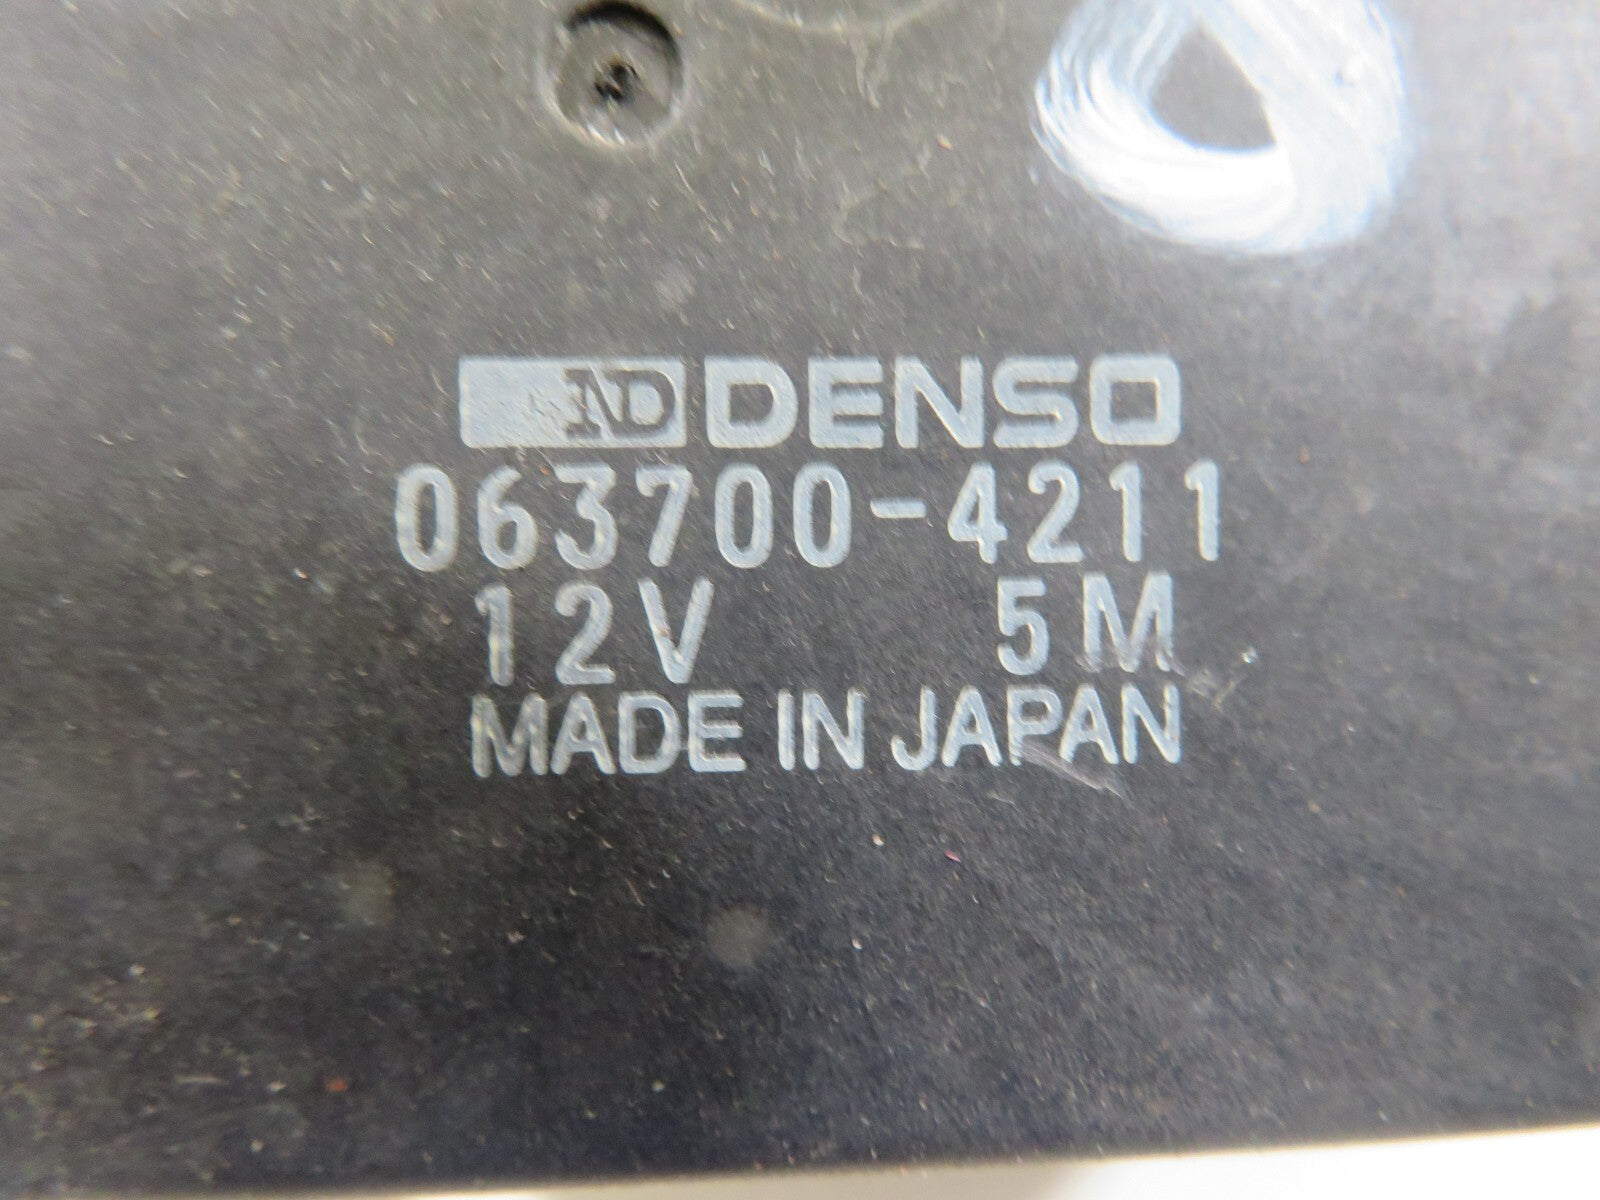 ND DENSO
063700-4211
12V 5M
MADE IN JAPAN